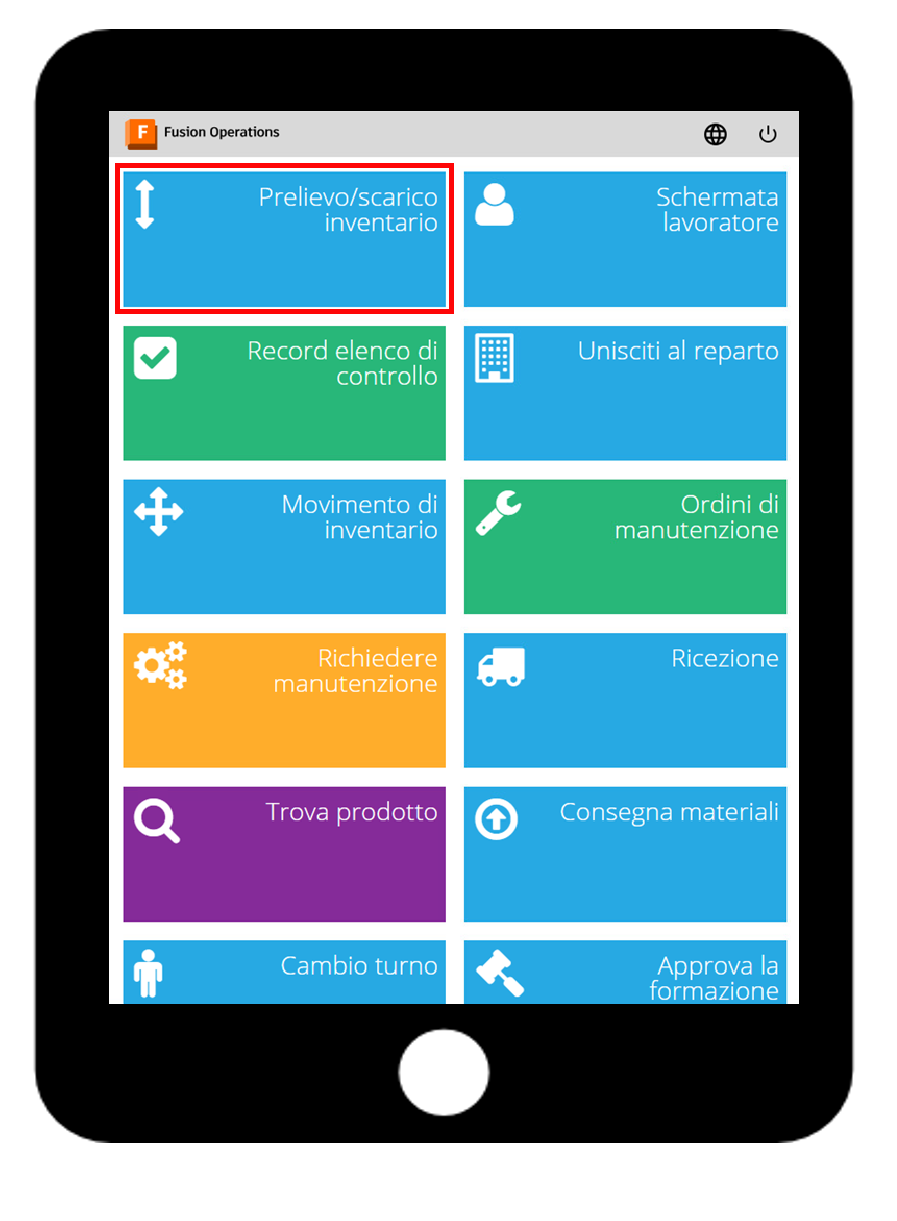 F Fusion Operations
Prelievo/scarico
inventario
Schermata
lavoratore
Record elenco di
controllo
Unisciti al reparto
Movimento di
inventario
Ordini di
manutenzione
Richiedere
manutenzione
Ricezione
Trova prodotto
Consegna materiali
Cambio turno
Approva la
formazione